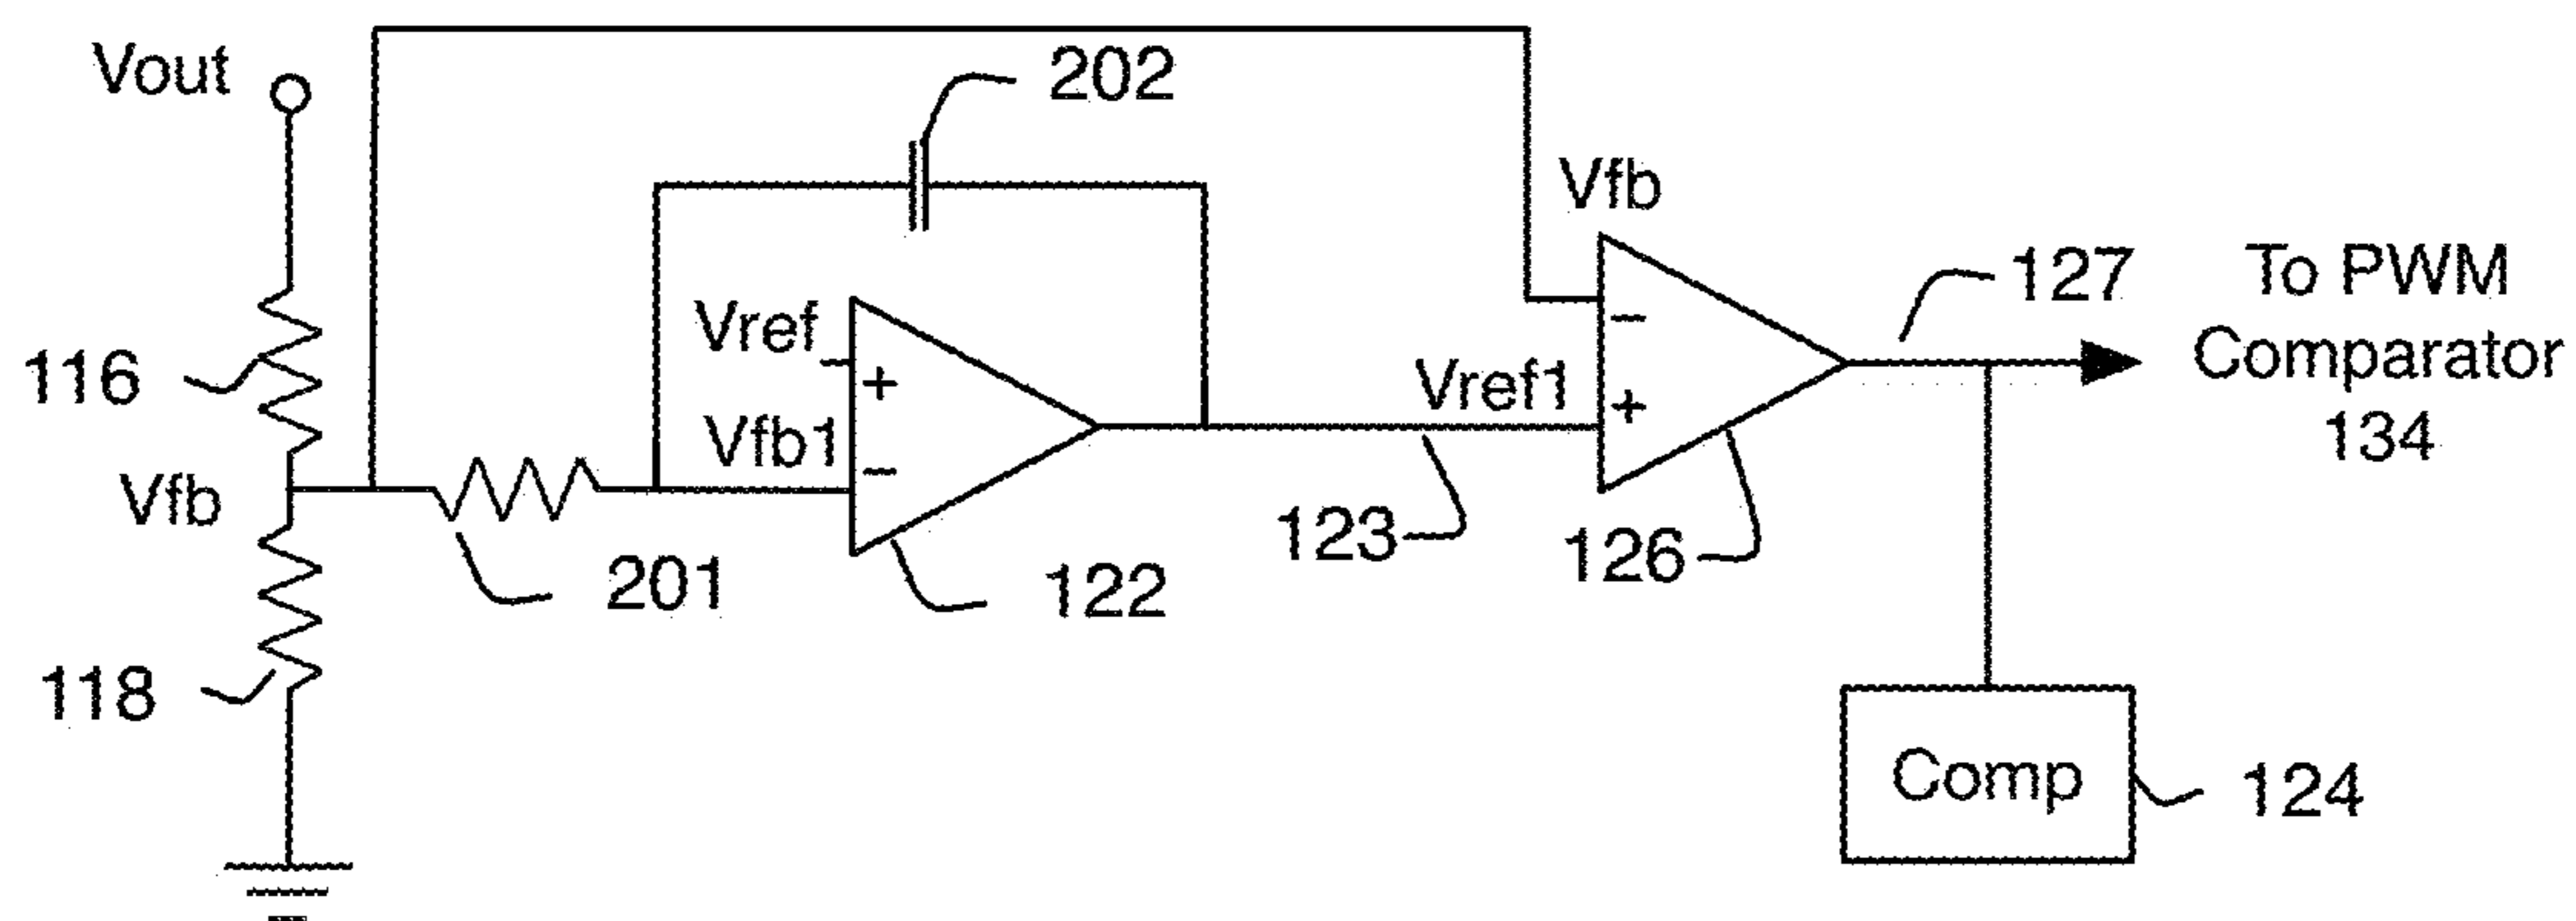 Vout
202
Vfb
127
To PWM
Comparator
134
116
Vref
+
Vfb1
−
Vref1
−
+
Vfb
201
122
123
126
118
Comp
124